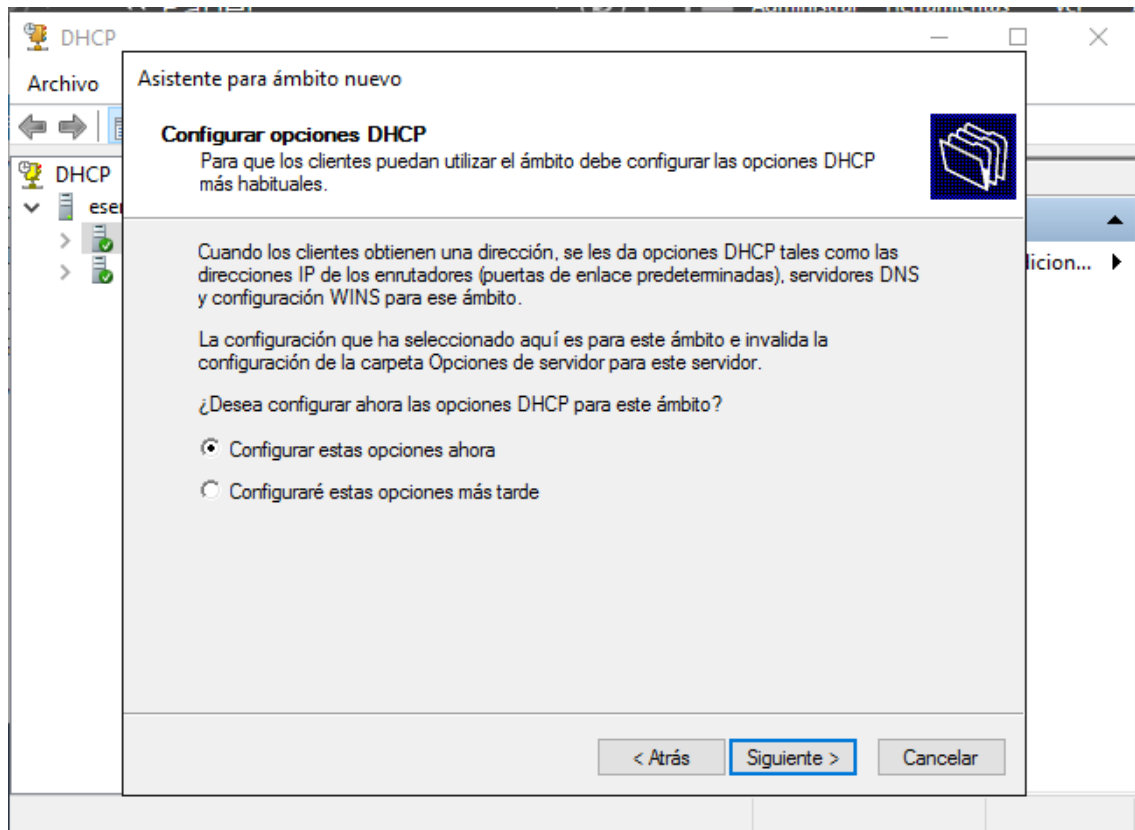 Administrar Herramientas Ver
DHCP
Archivo
Asistente para ámbito nuevo
Configurar opciones DHCP
Para que los clientes puedan utilizar el ámbito debe configurar las opciones DHCP
más habituales.
DHCP
eser
Cuando los clientes obtienen una dirección, se les da opciones DHCP tales como las
direcciones IP de los enrutadores (puertas de enlace predeterminadas), servidores DNS
y configuración WINS para ese ámbito.
licion...
La configuración que ha seleccionado aquí es para este ámbito e invalida la
configuración de la carpeta Opciones de servidor para este servidor.
¿Desea configurar ahora las opciones DHCP para este ámbito?
Configurar estas opciones ahora
Configuraré estas opciones más tarde
< Atrás Siguiente > Cancelar